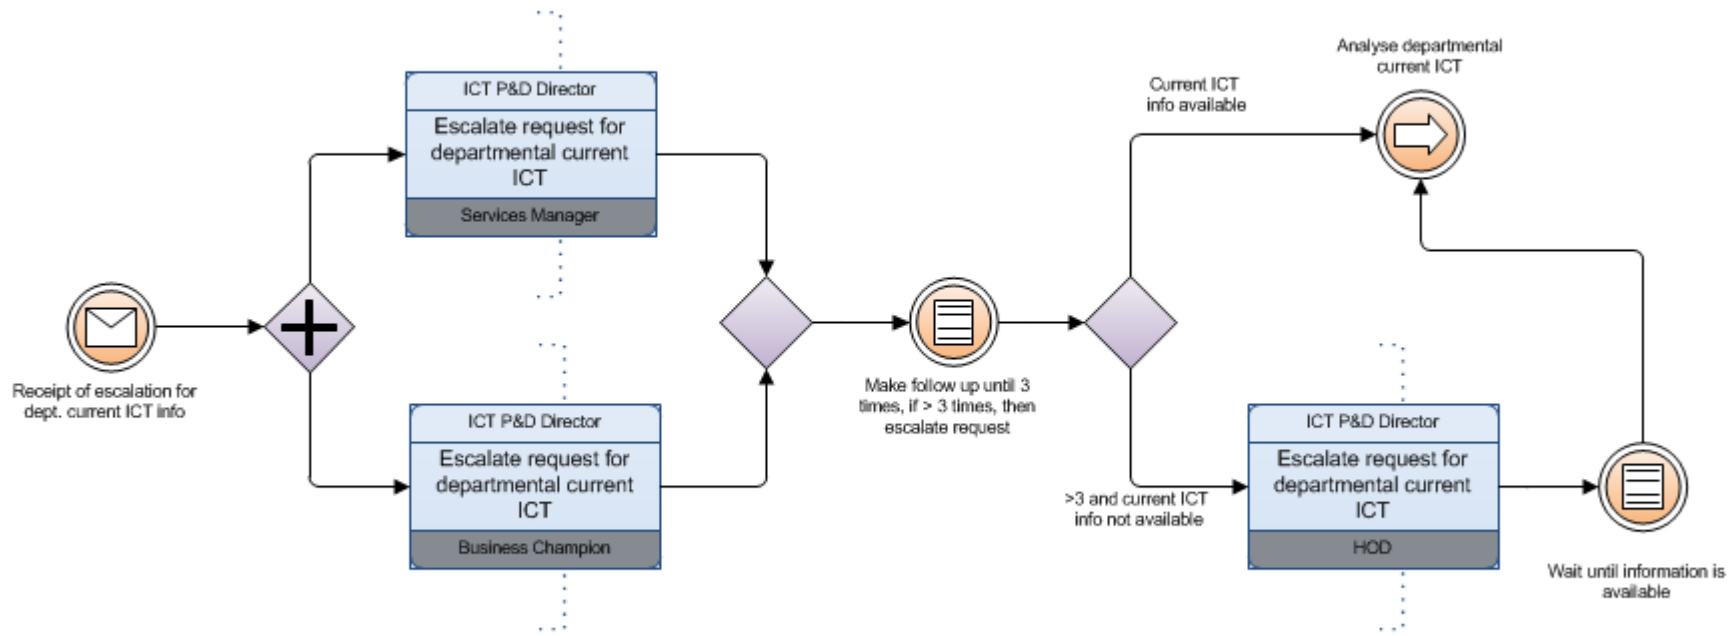 Receipt of escalation for
dept. current ICT info
ICT P&D Director
Escalate request for
departmental current
ICT
Services Manager
ICT P&D Director
Escalate request for
departmental current
ICT
Business Champion
Make follow up until 3
times, if > 3 times, then
escalate request
Current ICT
info available
Analyse departmental
current ICT
>3 and current ICT
info not available
ICT P&D Director
Escalate request for
departmental current
ICT
HOD
Wait until information is
available